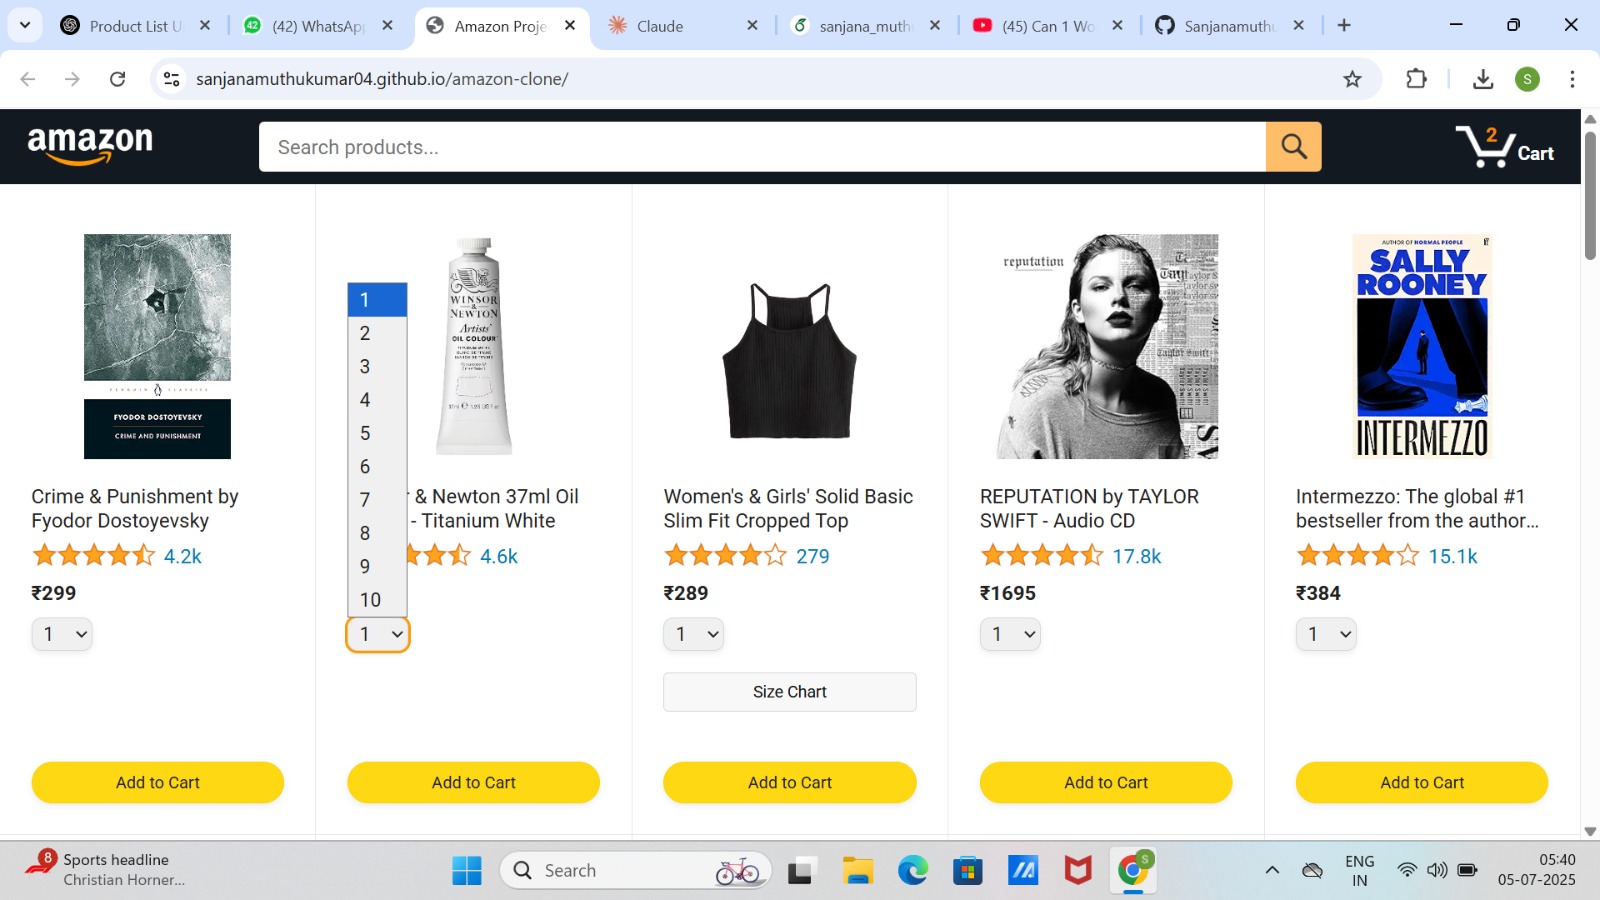 Product List U
(42) WhatsApp
Amazon Proje
Claude
sanjana_muth
(45) Can 1 Wo
Sanjanamuthu
sanjanamuthukumar04.github.io/amazon-clone/
S
amazon
Search products...
2
Cart
FYODOR DOSTOYEVSKY
CRIME AND PUNISHMENT
WINSOR
&
NEWTON
Artists'
OIL COLOUR
reputation
AUTHOR OF NORMAL PEOPLE
SALLY
ROONEY
INTERMEZZO
1
2
3
4
5
6
7
8
9
10
Crime & Punishment by
Fyodor Dostoyevsky
4.2k
₹299
1
r & Newton 37ml Oil
- Titanium White
4.6k
1
Women's & Girls' Solid Basic
Slim Fit Cropped Top
279
₹289
1
Size Chart
REPUTATION by TAYLOR
SWIFT - Audio CD
17.8k
₹1695
1
Intermezzo: The global #1
bestseller from the author...
15.1k
₹384
1
Add to Cart
Add to Cart
Add to Cart
Add to Cart
Add to Cart
8
Sports headline
Christian Horner...
Search
S
ENG
IN
05:40
05-07-2025